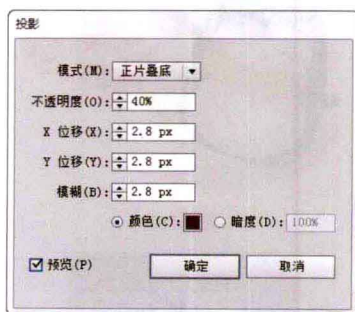 投影
模式(M): 正片叠底
不透明度(O): 40%
X 位移(X): 2.8 px
Y 位移(Y): 2.8 px
模糊(B): 2.8 px
颜色(C): 暗度(D): 100%
预览(P) 确定 取消